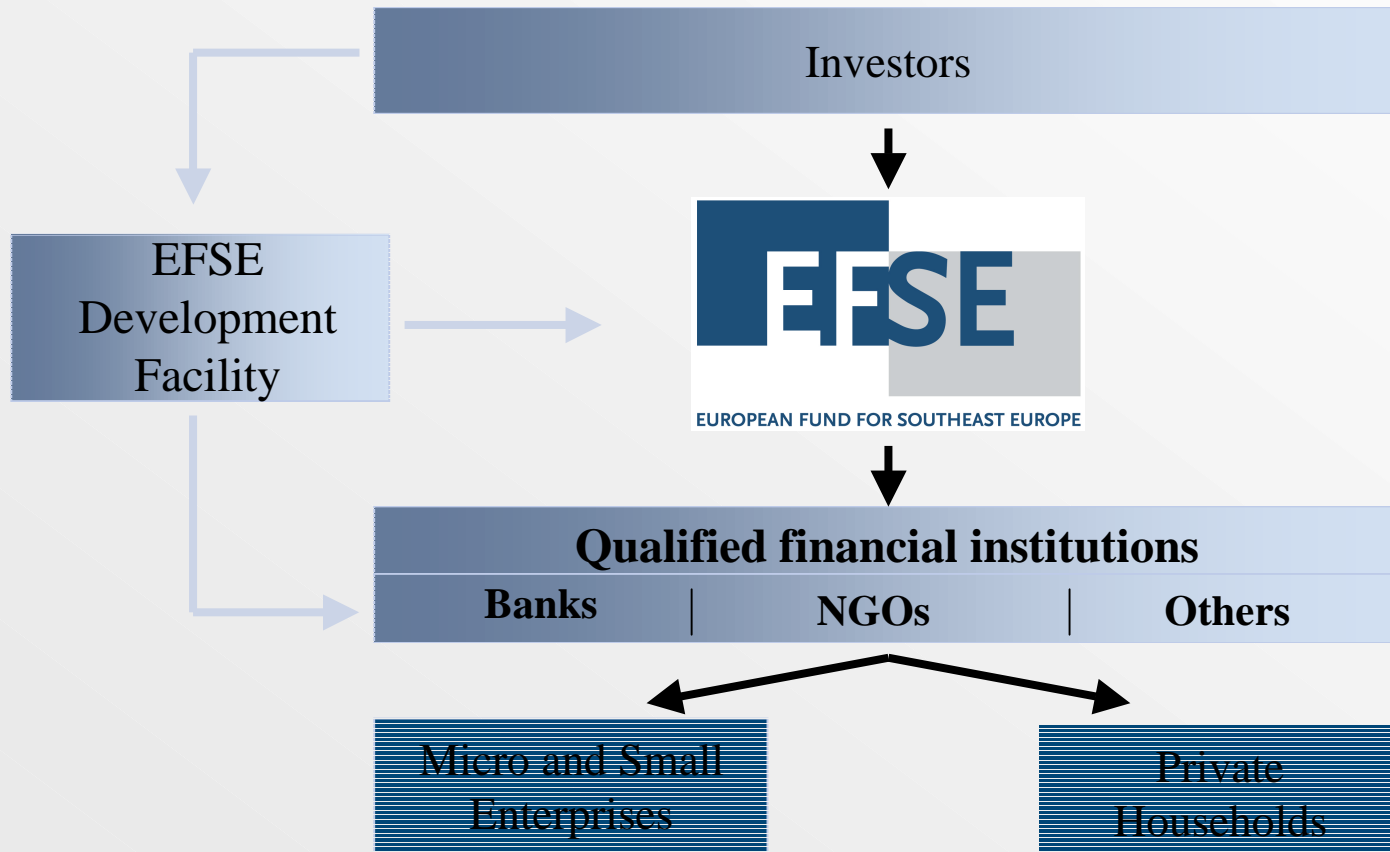 Investors
EFSE
Development
Facility
EFSE
EUROPEAN FUND FOR SOUTHEAST EUROPE
Qualified financial institutions
Banks | NGOs | Others
Micro and Small
Enterprises
Private
Households